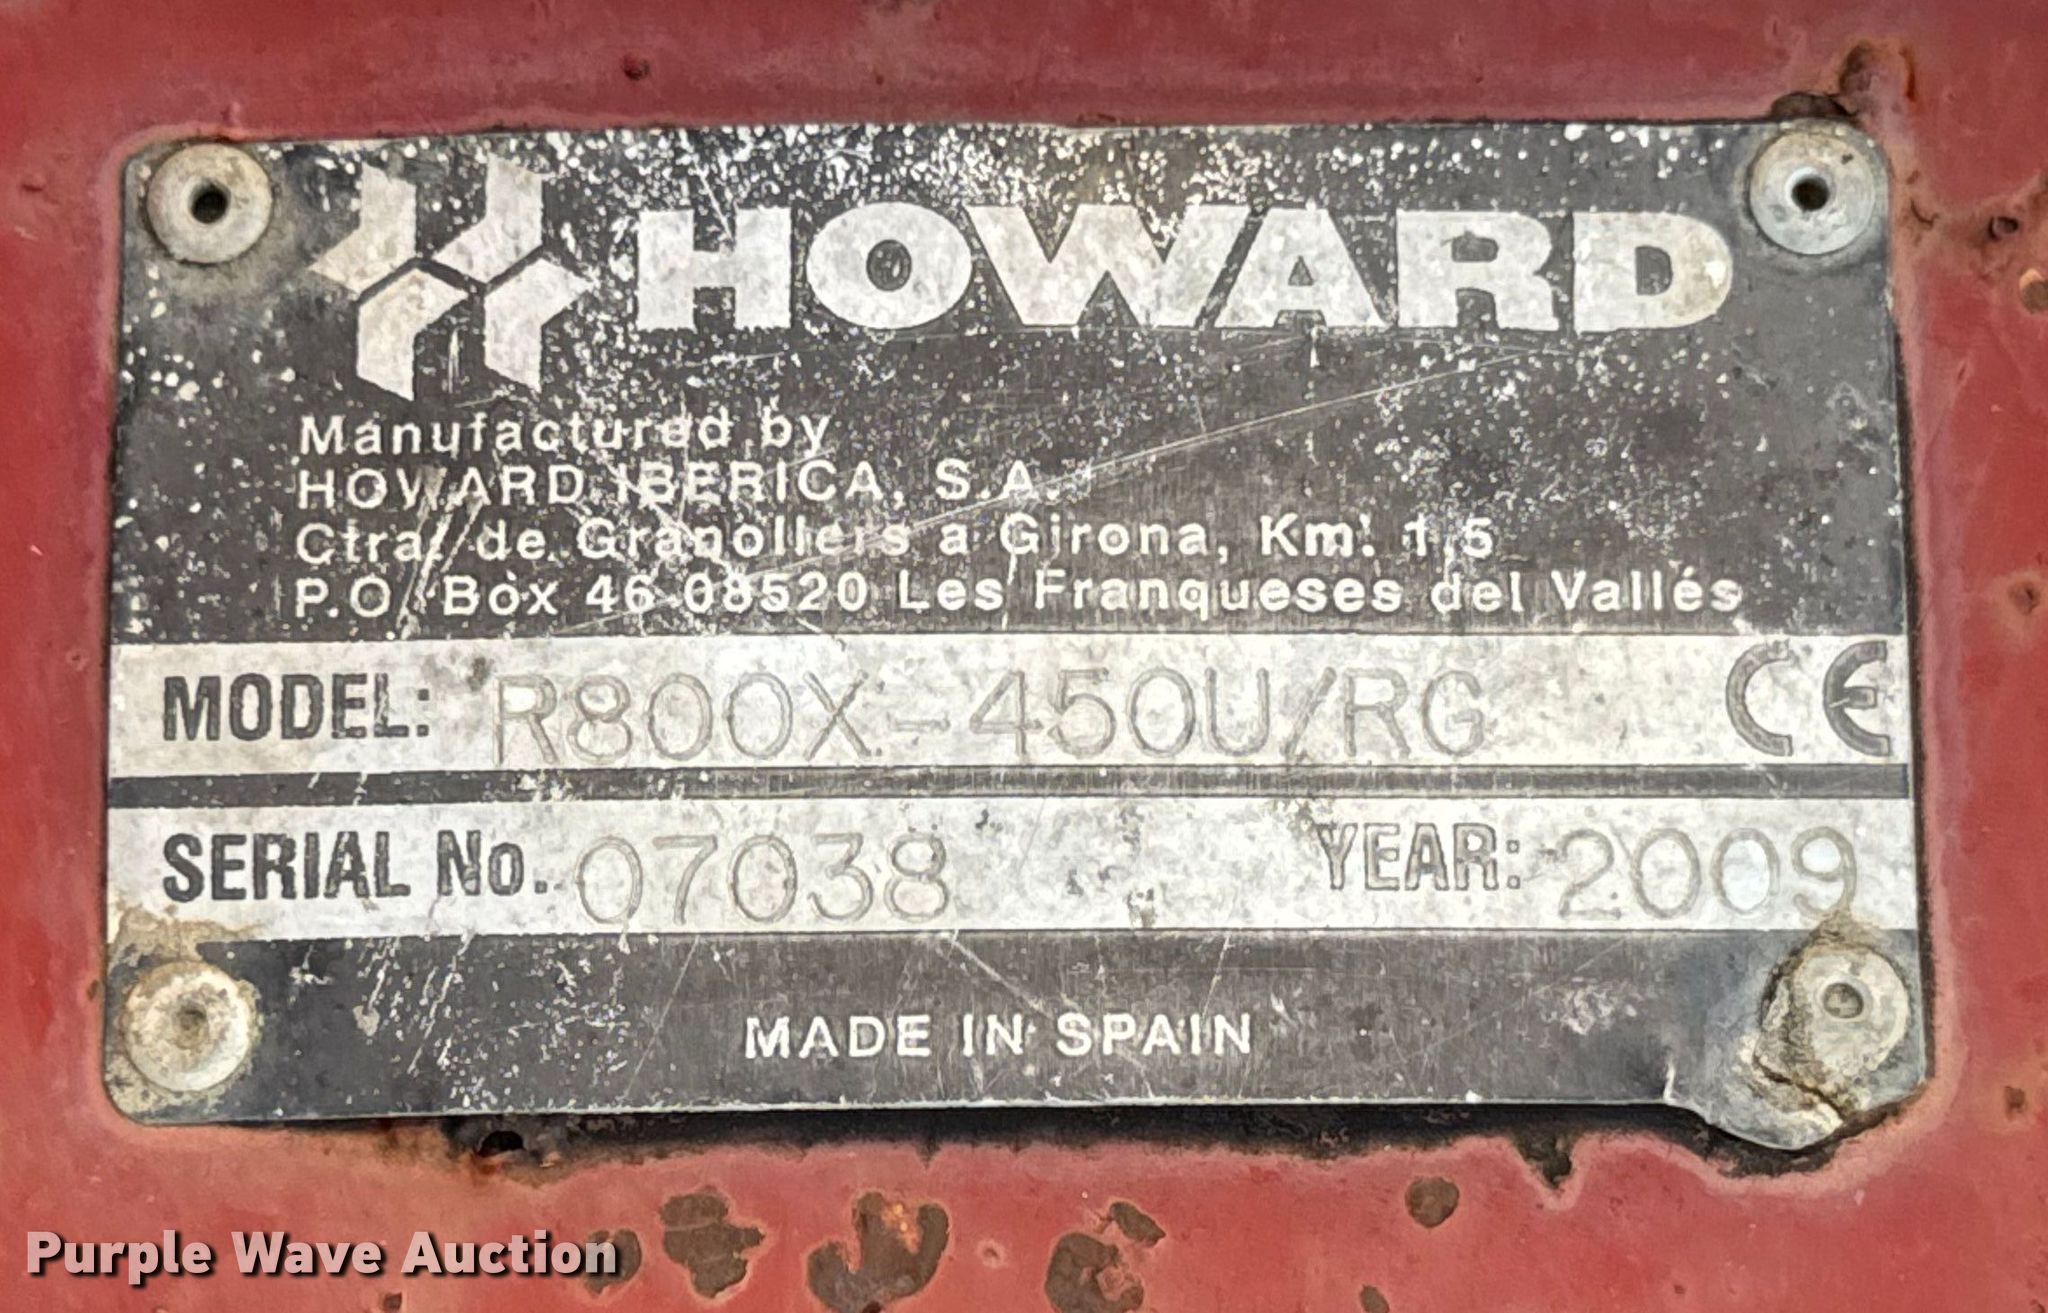 HOWARD
Manufactured by
HOWARD IBERICA, S.A.
Ctra. de Granollers a Girona, Km. 1,5
P.O. Box 46 08520 Les Franqueses del Vallés
MODEL: R800X-450U/RG CE
SERIAL No. 07038 YEAR: 2009
MADE IN SPAIN
Purple Wave Auction